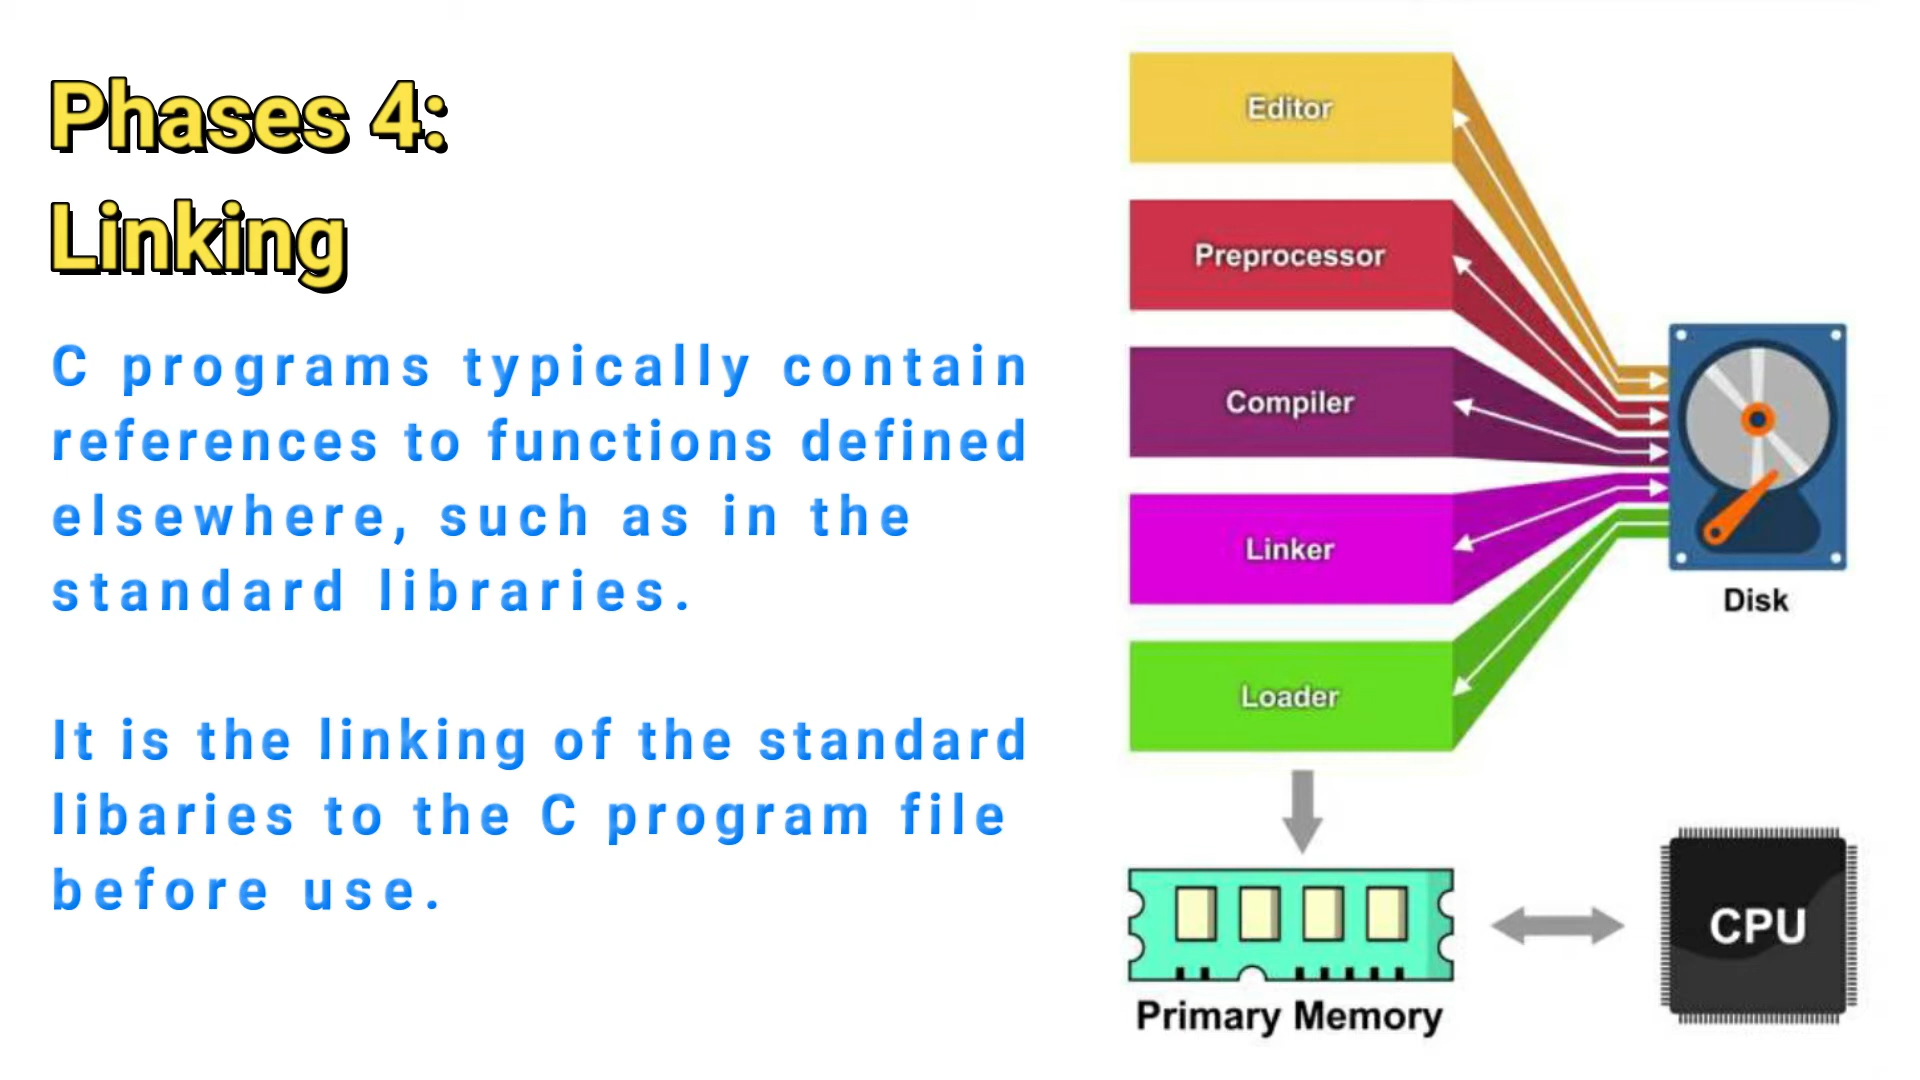 Phases 4:
Linking
C programs typically contain
references to functions defined
elsewhere, such as in the
standard libraries.
It is the linking of the standard
libaries to the C program file
before use.
Editor
Preprocessor
Compiler
Linker
Loader
Disk
Primary Memory
CPU